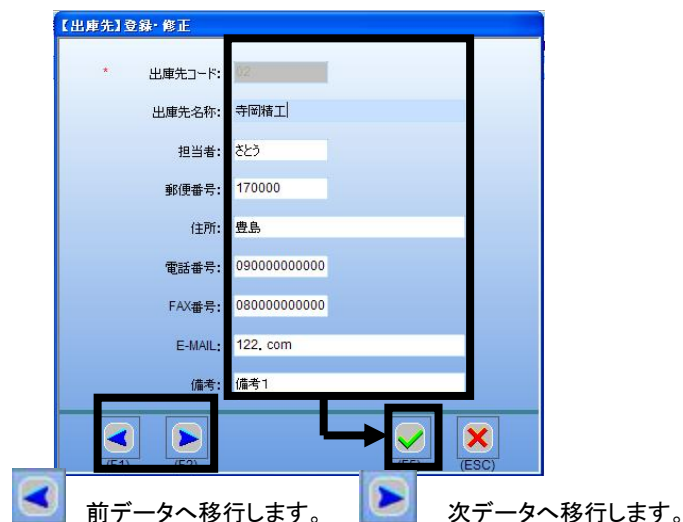 【出庫先】登録・修正
* 出庫先コード: 02
出庫先名称: 寺岡精工
担当者: さとう
郵便番号: 170000
住所: 豊島
電話番号: 090000000000
FAX番号: 080000000000
E-MAIL: 122．com
備考: 備考1
(F1) (F2) (ESC)
前データへ移行します。 次データへ移行します。